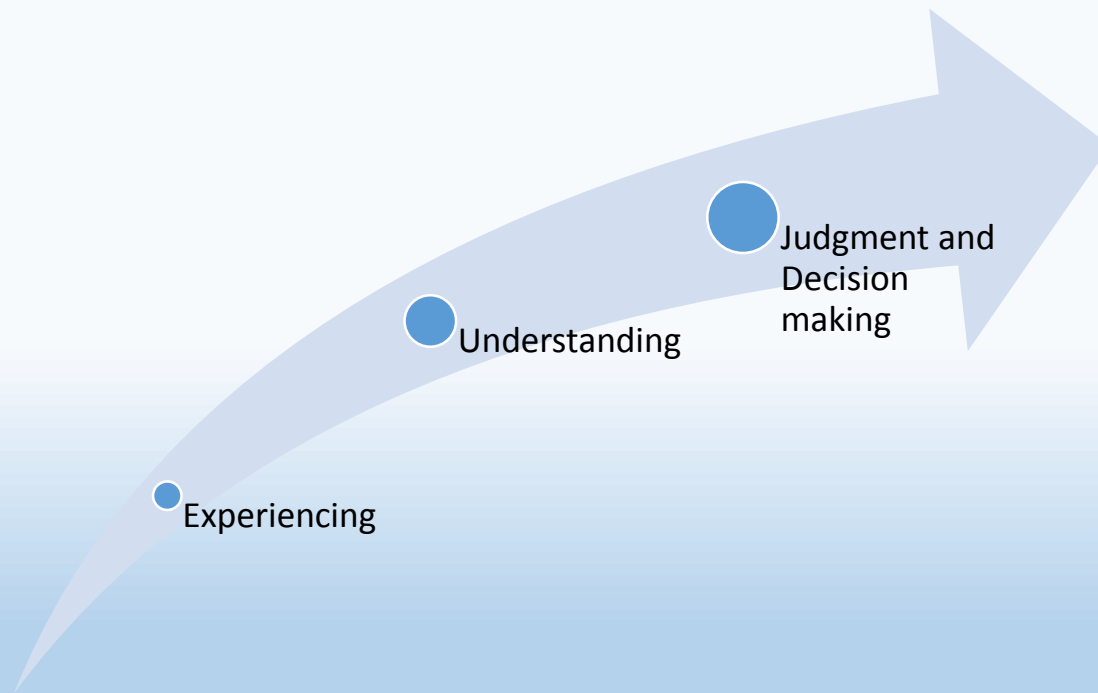 Judgment and
Decision
making
Understanding
Experiencing